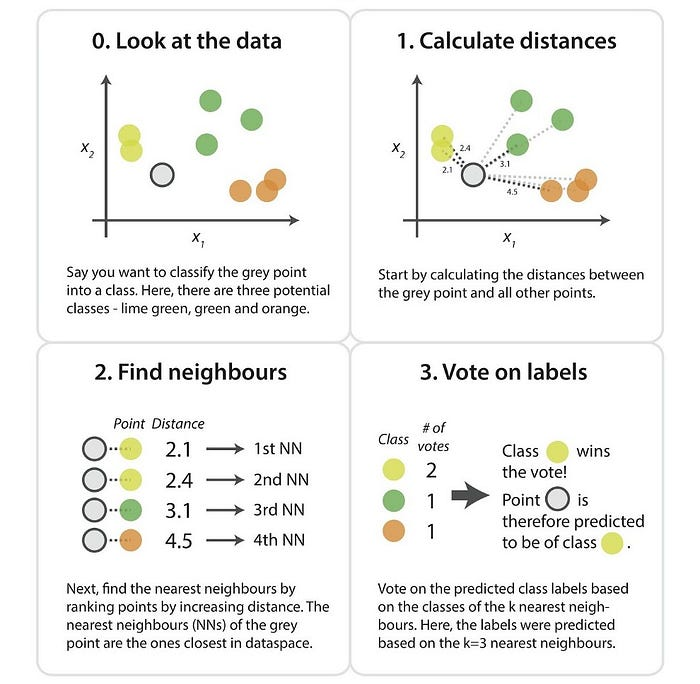 0. Look at the data
x2
x1
Say you want to classify the grey point
into a class. Here, there are three potential
classes - lime green, green and orange.
1. Calculate distances
x2
2.4
2.1
3.1
4.5
x1
Start by calculating the distances between
the grey point and all other points.
2. Find neighbours
Point Distance
2.1 1st NN
2.4 2nd NN
3.1 3rd NN
4.5 4th NN
Next, find the nearest neighbours by
ranking points by increasing distance. The
nearest neighbours (NNs) of the grey
point are the ones closest in dataspace.
3. Vote on labels
Class # of
votes
2
1
1
Class wins
the vote!
Point is
therefore predicted
to be of class .
Vote on the predicted class labels based
on the classes of the k nearest neigh-
bours. Here, the labels were predicted
based on the k=3 nearest neighbours.